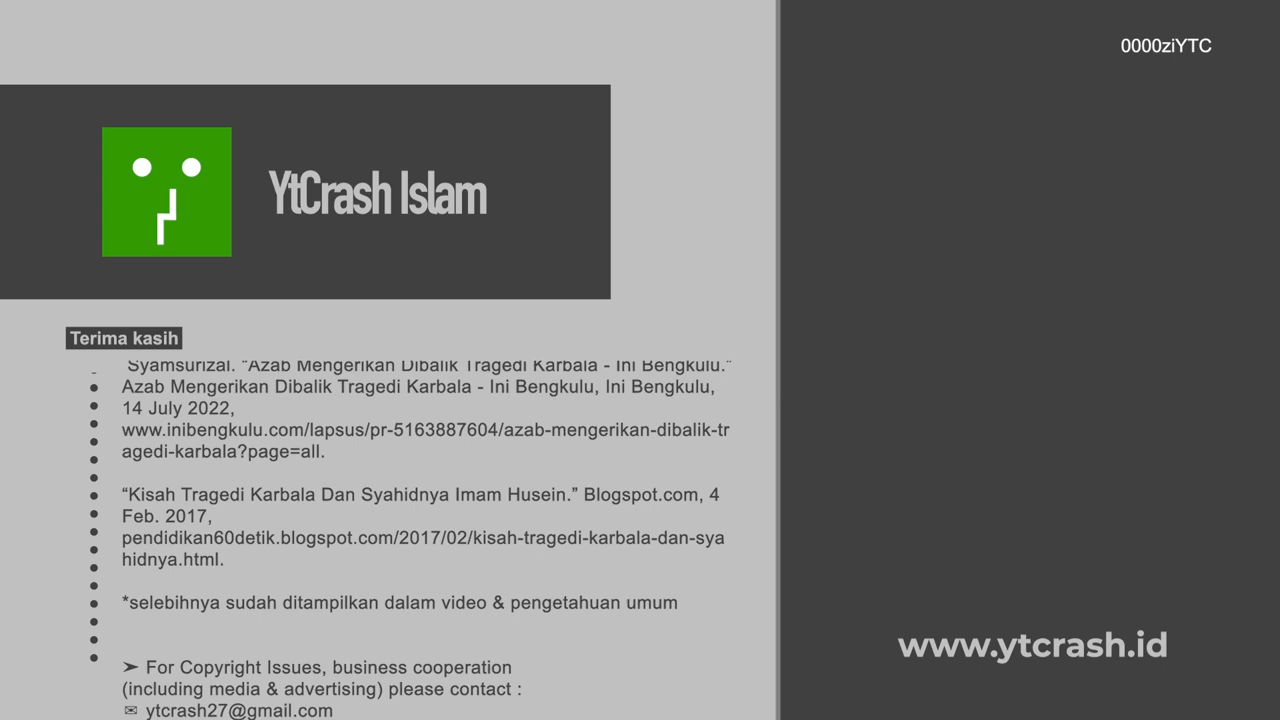 0000ziYTC
YtCrash Islam
Terima kasih
Syamsurizal. “Azab Mengerikan Dibalik Tragedi Karbala - Ini Bengkulu.”
Azab Mengerikan Dibalik Tragedi Karbala - Ini Bengkulu, Ini Bengkulu,
14 July 2022,
www.inibengkulu.com/lapsus/pr-5163887604/azab-mengerikan-dibalik-tr
agedi-karbala?page=all.
“Kisah Tragedi Karbala Dan Syahidnya Imam Husein.” Blogspot.com, 4
Feb. 2017,
pendidikan60detik.blogspot.com/2017/02/kisah-tragedi-karbala-dan-sya
hidnya.html.
*selebihnya sudah ditampilkan dalam video & pengetahuan umum
➤ For Copyright Issues, business cooperation
(including media & advertising) please contact :
✉ ytcrash27@gmail.com
www.ytcrash.id